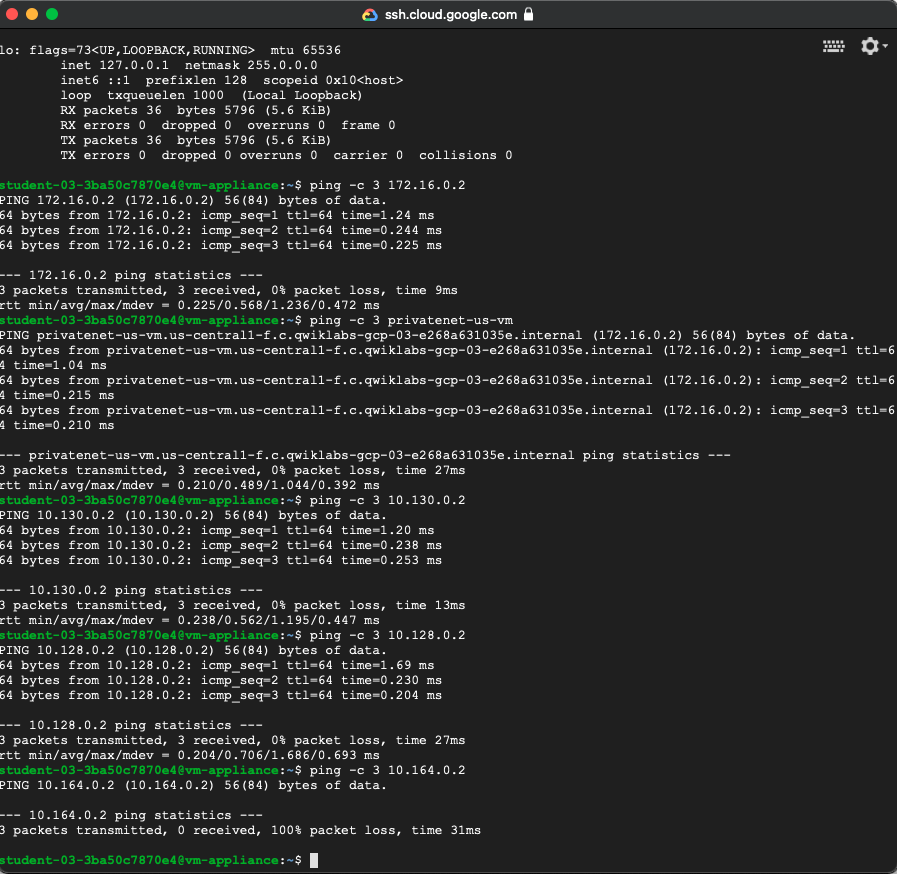 ssh.cloud.google.com
lo: flags=73<UP,LOOPBACK,RUNNING>  mtu 65536
        inet 127.0.0.1  netmask 255.0.0.0
        inet6 ::1  prefixlen 128  scopeid 0x10<host>
        loop  txqueuelen 1000  (Local Loopback)
        RX packets 36  bytes 5796 (5.6 KiB)
        RX errors 0  dropped 0  overruns 0  frame 0
        TX packets 36  bytes 5796 (5.6 KiB)
        TX errors 0  dropped 0 overruns 0  carrier 0  collisions 0
student-03-3ba50c7870e4@vm-appliance:~$ ping -c 3 172.16.0.2
PING 172.16.0.2 (172.16.0.2) 56(84) bytes of data.
64 bytes from 172.16.0.2: icmp_seq=1 ttl=64 time=1.24 ms
64 bytes from 172.16.0.2: icmp_seq=2 ttl=64 time=0.244 ms
64 bytes from 172.16.0.2: icmp_seq=3 ttl=64 time=0.225 ms
--- 172.16.0.2 ping statistics ---
3 packets transmitted, 3 received, 0% packet loss, time 9ms
rtt min/avg/max/mdev = 0.225/0.568/1.236/0.472 ms
student-03-3ba50c7870e4@vm-appliance:~$ ping -c 3 privatenet-us-vm
PING privatenet-us-vm.us-central1-f.c.qwiklabs-gcp-03-e268a631035e.internal (172.16.0.2) 56(84) bytes of data.
64 bytes from privatenet-us-vm.us-central1-f.c.qwiklabs-gcp-03-e268a631035e.internal (172.16.0.2): icmp_seq=1 ttl=6
4 time=1.04 ms
64 bytes from privatenet-us-vm.us-central1-f.c.qwiklabs-gcp-03-e268a631035e.internal (172.16.0.2): icmp_seq=2 ttl=6
4 time=0.215 ms
64 bytes from privatenet-us-vm.us-central1-f.c.qwiklabs-gcp-03-e268a631035e.internal (172.16.0.2): icmp_seq=3 ttl=6
4 time=0.210 ms
--- privatenet-us-vm.us-central1-f.c.qwiklabs-gcp-03-e268a631035e.internal ping statistics ---
3 packets transmitted, 3 received, 0% packet loss, time 27ms
rtt min/avg/max/mdev = 0.210/0.489/1.044/0.392 ms
student-03-3ba50c7870e4@vm-appliance:~$ ping -c 3 10.130.0.2
PING 10.130.0.2 (10.130.0.2) 56(84) bytes of data.
64 bytes from 10.130.0.2: icmp_seq=1 ttl=64 time=1.20 ms
64 bytes from 10.130.0.2: icmp_seq=2 ttl=64 time=0.238 ms
64 bytes from 10.130.0.2: icmp_seq=3 ttl=64 time=0.253 ms
--- 10.130.0.2 ping statistics ---
3 packets transmitted, 3 received, 0% packet loss, time 13ms
rtt min/avg/max/mdev = 0.238/0.562/1.195/0.447 ms
student-03-3ba50c7870e4@vm-appliance:~$ ping -c 3 10.128.0.2
PING 10.128.0.2 (10.128.0.2) 56(84) bytes of data.
64 bytes from 10.128.0.2: icmp_seq=1 ttl=64 time=1.69 ms
64 bytes from 10.128.0.2: icmp_seq=2 ttl=64 time=0.230 ms
64 bytes from 10.128.0.2: icmp_seq=3 ttl=64 time=0.204 ms
--- 10.128.0.2 ping statistics ---
3 packets transmitted, 3 received, 0% packet loss, time 27ms
rtt min/avg/max/mdev = 0.204/0.706/1.686/0.693 ms
student-03-3ba50c7870e4@vm-appliance:~$ ping -c 3 10.164.0.2
PING 10.164.0.2 (10.164.0.2) 56(84) bytes of data.
--- 10.164.0.2 ping statistics ---
3 packets transmitted, 0 received, 100% packet loss, time 31ms
student-03-3ba50c7870e4@vm-appliance:~$